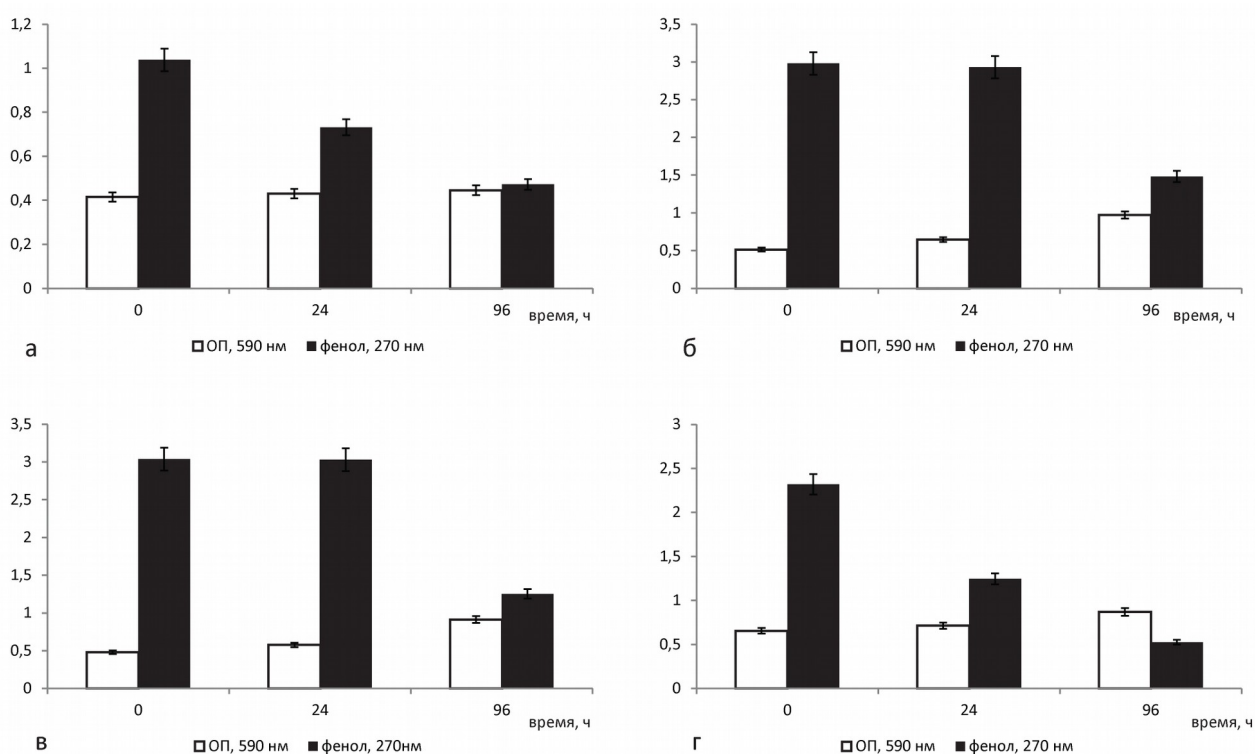 1,2
1
0,8
0,6
0,4
0,2
0
0 24 96 время, ч
ОП, 590 нм фенол, 270 нм
а
3,5
3
2,5
2
1,5
1
0,5
0
0 24 96 время, ч
ОП, 590 нм фенол, 270 нм
б
3,5
3
3,5
2
1,5
1
0,5
0
0 24 96 время, ч
ОП, 590 нм фенол, 270нм
в
3
2,5
2
1,5
1
0,5
0
0 24 96 время, ч
ОП, 590 нм фенол, 270 нм
г